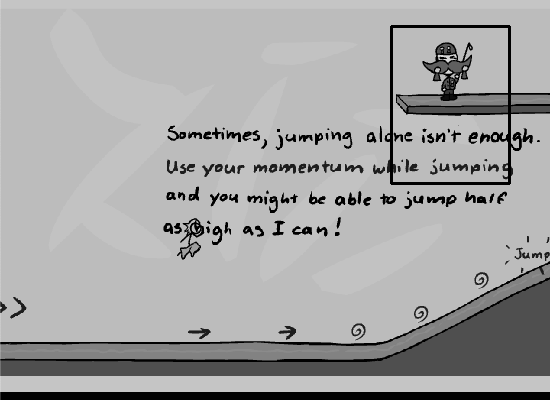 Sometimes, jumping alone isn't enough.
Use your momentum while jumping
and you might be able to jump half
as high as I can!
Jump